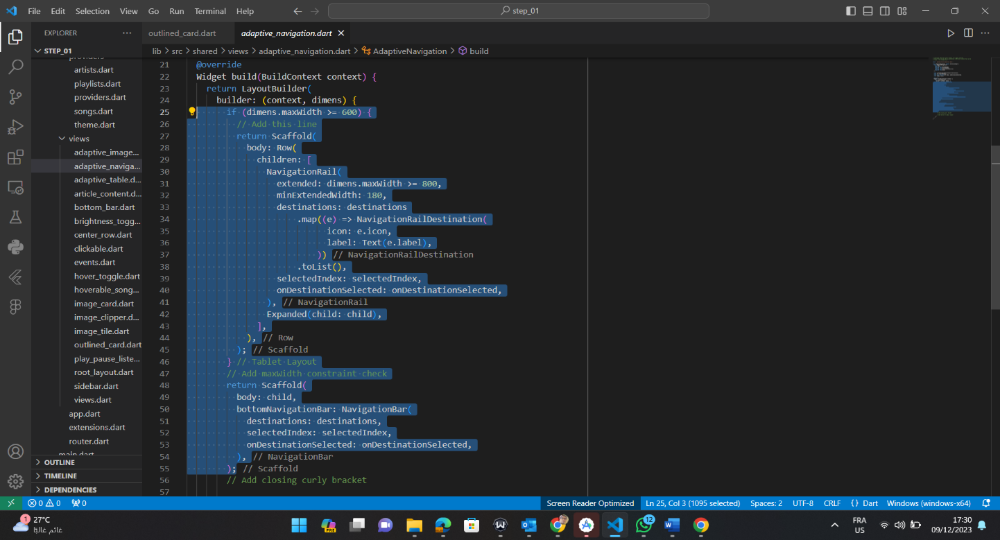 File Edit Selection View Go Run Terminal Help
step_01
EXPLORER
outlined_card.dart
adaptive_navigation.dart
STEP_01
lib > src > shared > views > adaptive_navigation.dart > AdaptiveNavigation > build
providers
artists.dart
playlists.dart
providers.dart
songs.dart
theme.dart
views
adaptive_image...
adaptive_naviga...
adaptive_table.d...
article_content.d...
bottom_bar.dart
brightness_togg...
center_row.dart
clickable.dart
events.dart
hover_toggle.dart
hoverable_song...
image_card.dart
image_clipper.d...
image_tile.dart
outlined_card.dart
play_pause_liste...
root_layout.dart
sidebar.dart
views.dart
app.dart
extensions.dart
router.dart
main.dart
OUTLINE
TIMELINE
DEPENDENCIES
21 @override
22 Widget build(BuildContext context) {
23 return LayoutBuilder(
24 builder: (context, dimens) {
25 if (dimens.maxWidth >= 600) {
26 // Add this line
27 return Scaffold(
28 body: Row(
29 children: [
30 NavigationRail(
31 extended: dimens.maxWidth >= 800,
32 minExtendedWidth: 180,
33 destinations: destinations
34 .map((e) => NavigationRailDestination(
35 icon: e.icon,
36 label: Text(e.label),
37 )) // NavigationRailDestination
38 .toList(),
39 selectedIndex: selectedIndex,
40 onDestinationSelected: onDestinationSelected,
41 ), // NavigationRail
42 Expanded(child: child),
43 ],
44 ), // Row
45 ); // Scaffold
46 } // Tablet Layout
47 // Add maxWidth constraint check
48 return Scaffold(
49 body: child,
50 bottomNavigationBar: NavigationBar(
51 destinations: destinations,
52 selectedIndex: selectedIndex,
53 onDestinationSelected: onDestinationSelected,
54 ), // NavigationBar
55 ); // Scaffold
56 // Add closing curly bracket
57
0 0 0
Screen Reader Optimized
Ln 25, Col 3 (1095 selected)
Spaces: 2
UTF-8
CRLF
{ } Dart
Windows (windows-x64)
1
27°C
غائم غالبًا
PRE
12
FRA
US
17:30
09/12/2023